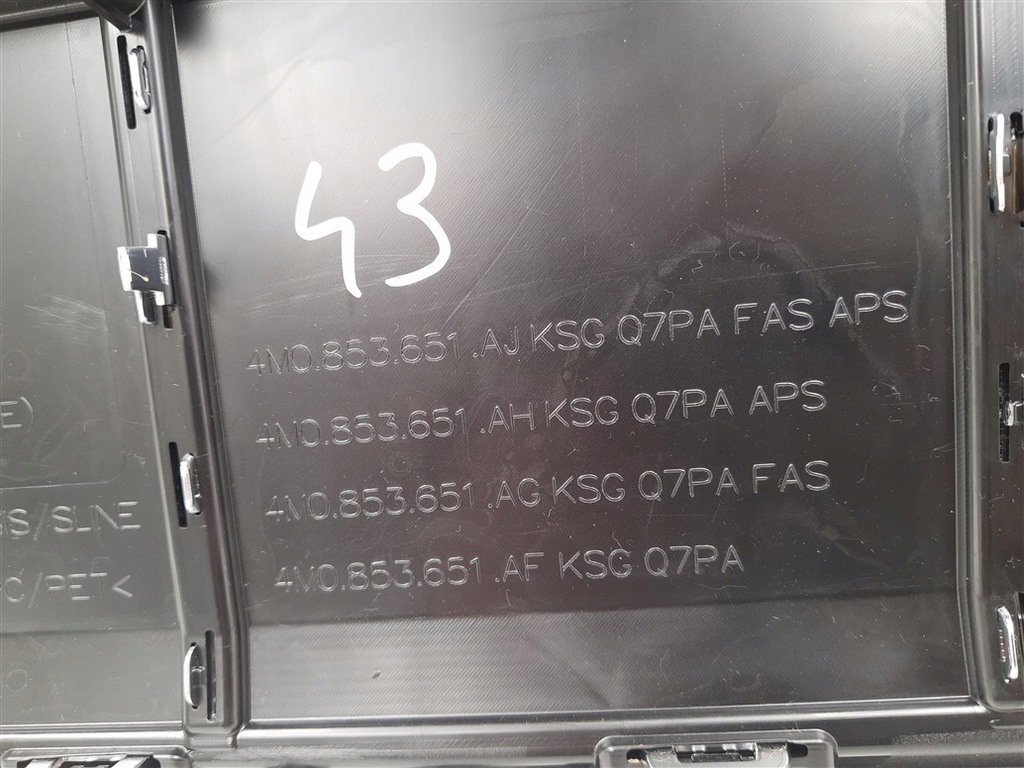 43
4M0.853.651.AJ KSG Q7PA FAS APS
4M0.853.651.AH KSG Q7PA APS
4M0.853.651.AG KSG Q7PA FAS
4M0.853.651.AF KSG Q7PA
E)
S/SLINE
C/PET<